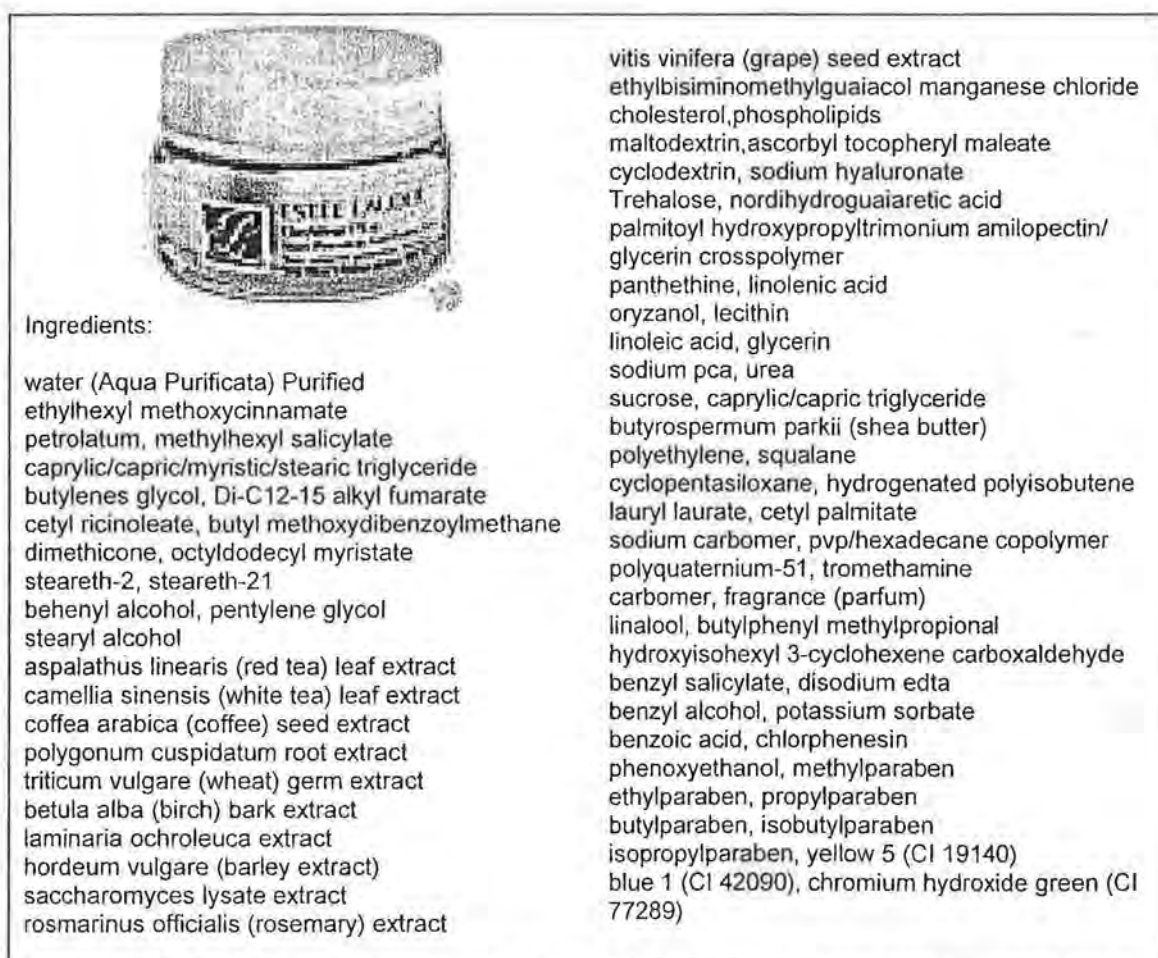 ESTEE LAUDER
Ingredients:
water (Aqua Purificata) Purified
ethylhexyl methoxycinnamate
petrolatum, methylhexyl salicylate
caprylic/capric/myristic/stearic triglyceride
butylenes glycol, Di-C12-15 alkyl fumarate
cetyl ricinoleate, butyl methoxydibenzoylmethane
dimethicone, octyldodecyl myristate
steareth-2, steareth-21
behenyl alcohol, pentylene glycol
stearyl alcohol
aspalathus linearis (red tea) leaf extract
camellia sinensis (white tea) leaf extract
coffea arabica (coffee) seed extract
polygonum cuspidatum root extract
triticum vulgare (wheat) germ extract
betula alba (birch) bark extract
laminaria ochroleuca extract
hordeum vulgare (barley extract)
saccharomyces lysate extract
rosmarinus officialis (rosemary) extract
vitis vinifera (grape) seed extract
ethylbisiminomethylguaiacol manganese chloride
cholesterol,phospholipids
maltodextrin,ascorbyl tocopheryl maleate
cyclodextrin, sodium hyaluronate
Trehalose, nordihydroguaiaretic acid
palmitoyl hydroxypropyltrimonium amilopectin/
glycerin crosspolymer
panthethine, linolenic acid
oryzanol, lecithin
linoleic acid, glycerin
sodium pca, urea
sucrose, caprylic/capric triglyceride
butyrospermum parkii (shea butter)
polyethylene, squalane
cyclopentasiloxane, hydrogenated polyisobutene
lauryl laurate, cetyl palmitate
sodium carbomer, pvp/hexadecane copolymer
polyquaternium-51, tromethamine
carbomer, fragrance (parfum)
linalool, butylphenyl methylpropional
hydroxyisohexyl 3-cyclohexene carboxaldehyde
benzyl salicylate, disodium edta
benzyl alcohol, potassium sorbate
benzoic acid, chlorphenesin
phenoxyethanol, methylparaben
ethylparaben, propylparaben
butylparaben, isobutylparaben
isopropylparaben, yellow 5 (CI 19140)
blue 1 (CI 42090), chromium hydroxide green (CI
77289)